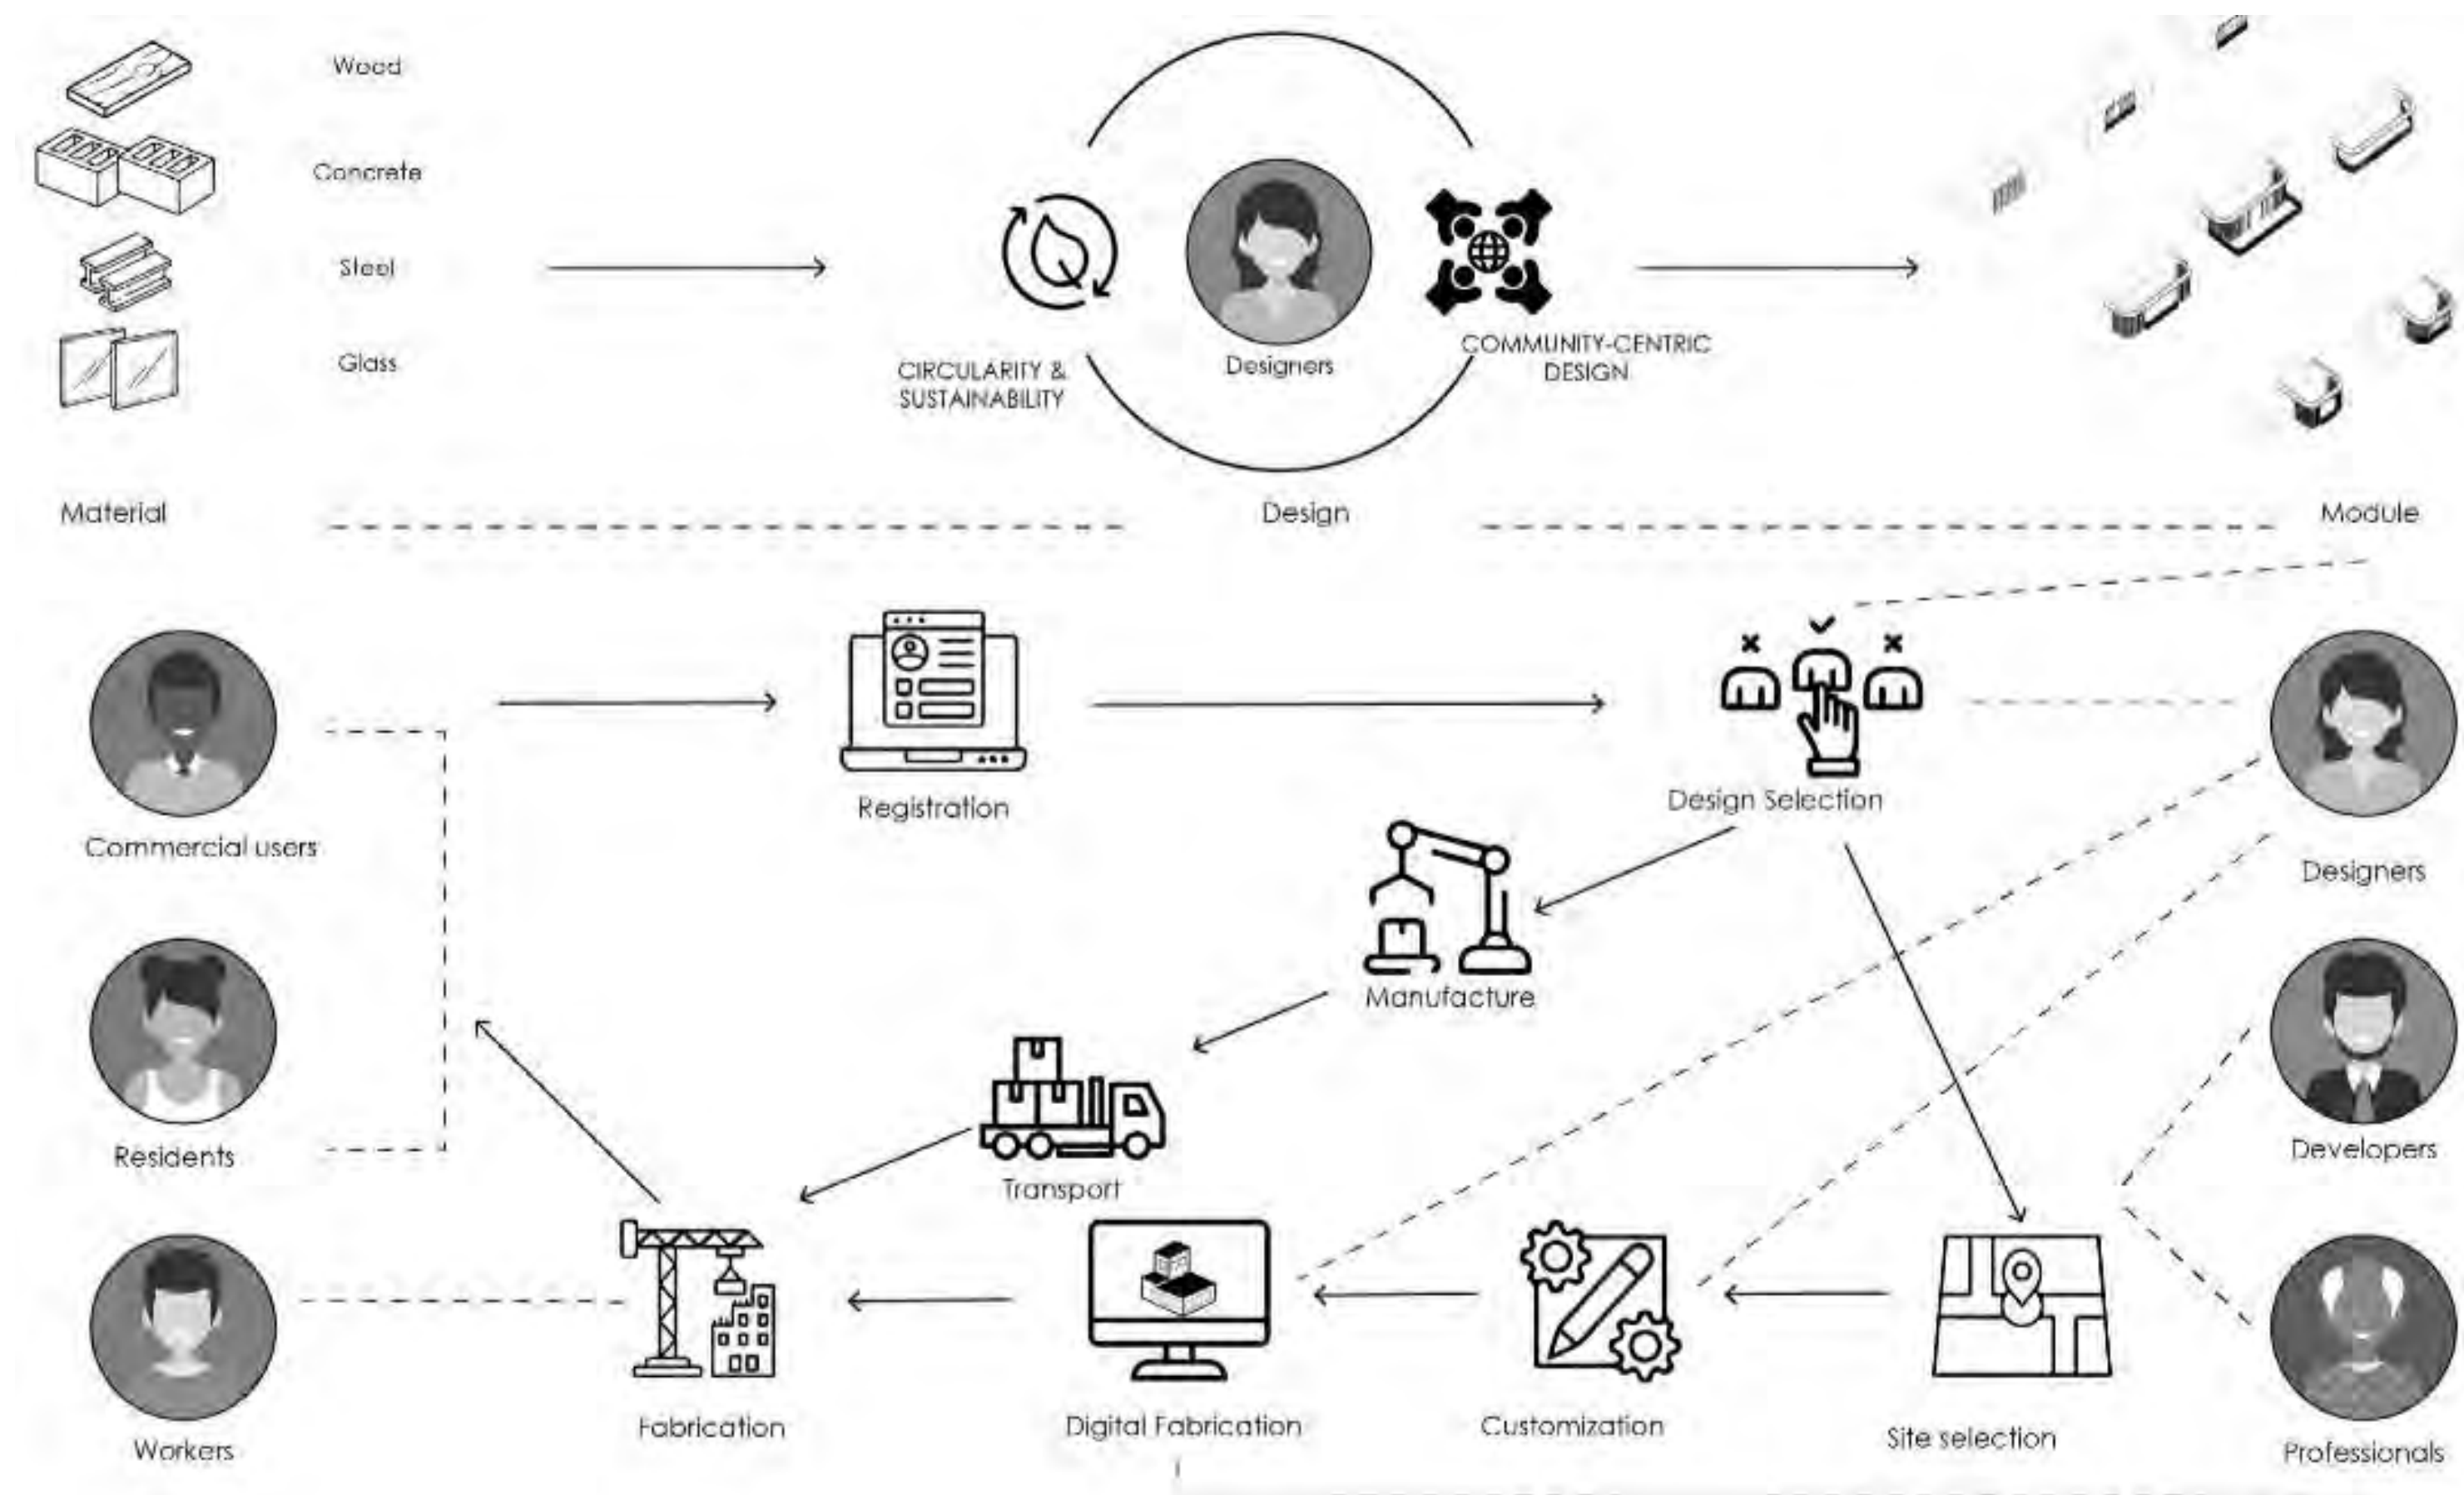 Wood
Concrete
Steel
Glass
CIRCULARITY &
SUSTAINABILITY
Designers
COMMUNITY-CENTRIC
DESIGN
Material
Design
Module
Commercial users
Registration
Design Selection
Designers
Manufacture
Residents
Transport
Developers
Workers
Fabrication
Digital Fabrication
Customization
Site selection
Professionals